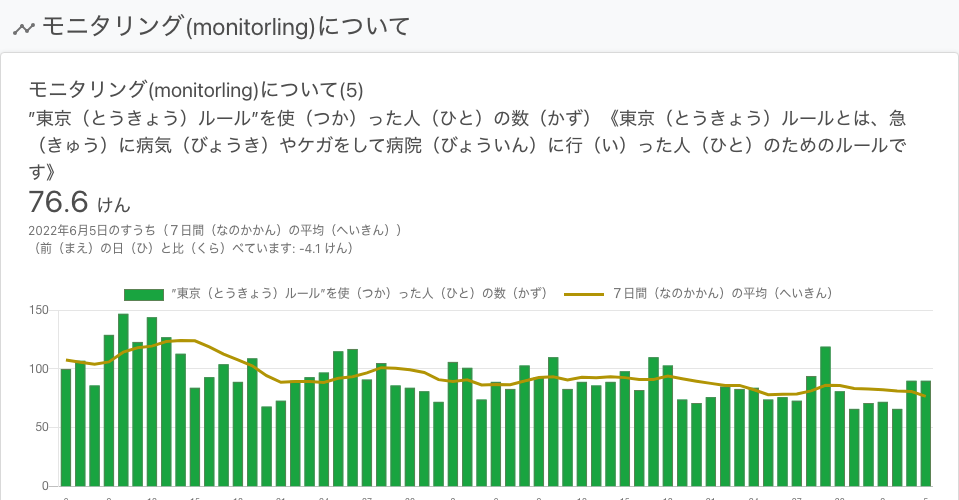 モニタリング(monitorling)について
モニタリング(monitorling)について(5)
”東京（とうきょう）ルール”を使（つか）った人（ひと）の数（かず）《東京（とうきょう）ルールとは、急
（きゅう）に病気（びょうき）やケガをして病院（びょういん）に行（い）った人（ひと）のためのルールで
す》
76.6 けん
2022年6月5日のすうち（７日間（なのかかん）の平均（へいきん））
（前（まえ）の日（ひ）と比（くら）べています: -4.1 けん）
”東京（とうきょう）ルール”を使（つか）った人（ひと）の数（かず） ７日間（なのかかん）の平均（へいきん）
150
100
50
0